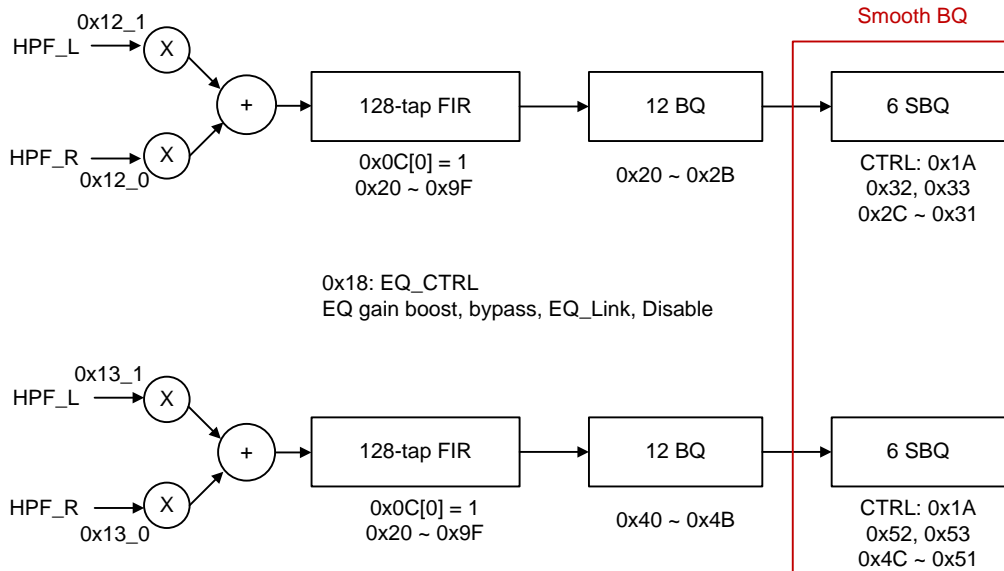 Smooth BQ
0x12_1
HPF_L
X
+
128-tap FIR
12 BQ
6 SBQ
HPF_R
X
0x12_0
0x0C[0] = 1
0x20 ~ 0x9F
0x20 ~ 0x2B
CTRL: 0x1A
0x32, 0x33
0x2C ~ 0x31
0x18: EQ_CTRL
EQ gain boost, bypass, EQ_Link, Disable
0x13_1
HPF_L
X
+
128-tap FIR
12 BQ
6 SBQ
HPF_R
X
0x13_0
0x0C[0] = 1
0x20 ~ 0x9F
0x40 ~ 0x4B
CTRL: 0x1A
0x52, 0x53
0x4C ~ 0x51